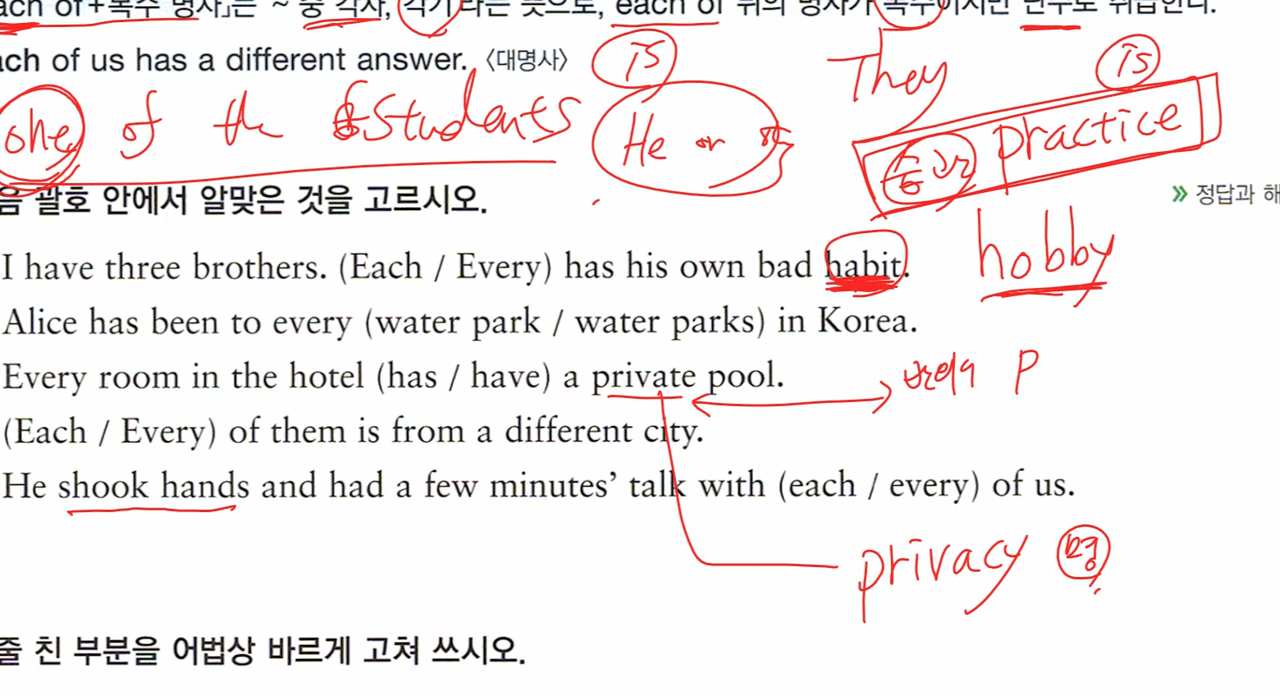 ach of+복수 명사」는 ~ 중 각자, 각기'라는 뜻으로, each of 뒤의 명사가 복수이지만 단수로 취급한다.
ach of us has a different answer. 〈대명사〉
is
They
is
one of the students
He or
practice
음 괄호 안에서 알맞은 것을 고르시오.
» 정답과 해
I have three brothers. (Each / Every) has his own bad habit.
hobby
Alice has been to every (water park / water parks) in Korea.
Every room in the hotel (has / have) a private pool.
P
(Each / Every) of them is from a different city.
He shook hands and had a few minutes' talk with (each / every) of us.
privacy 명
줄 친 부분을 어법상 바르게 고쳐 쓰시오.